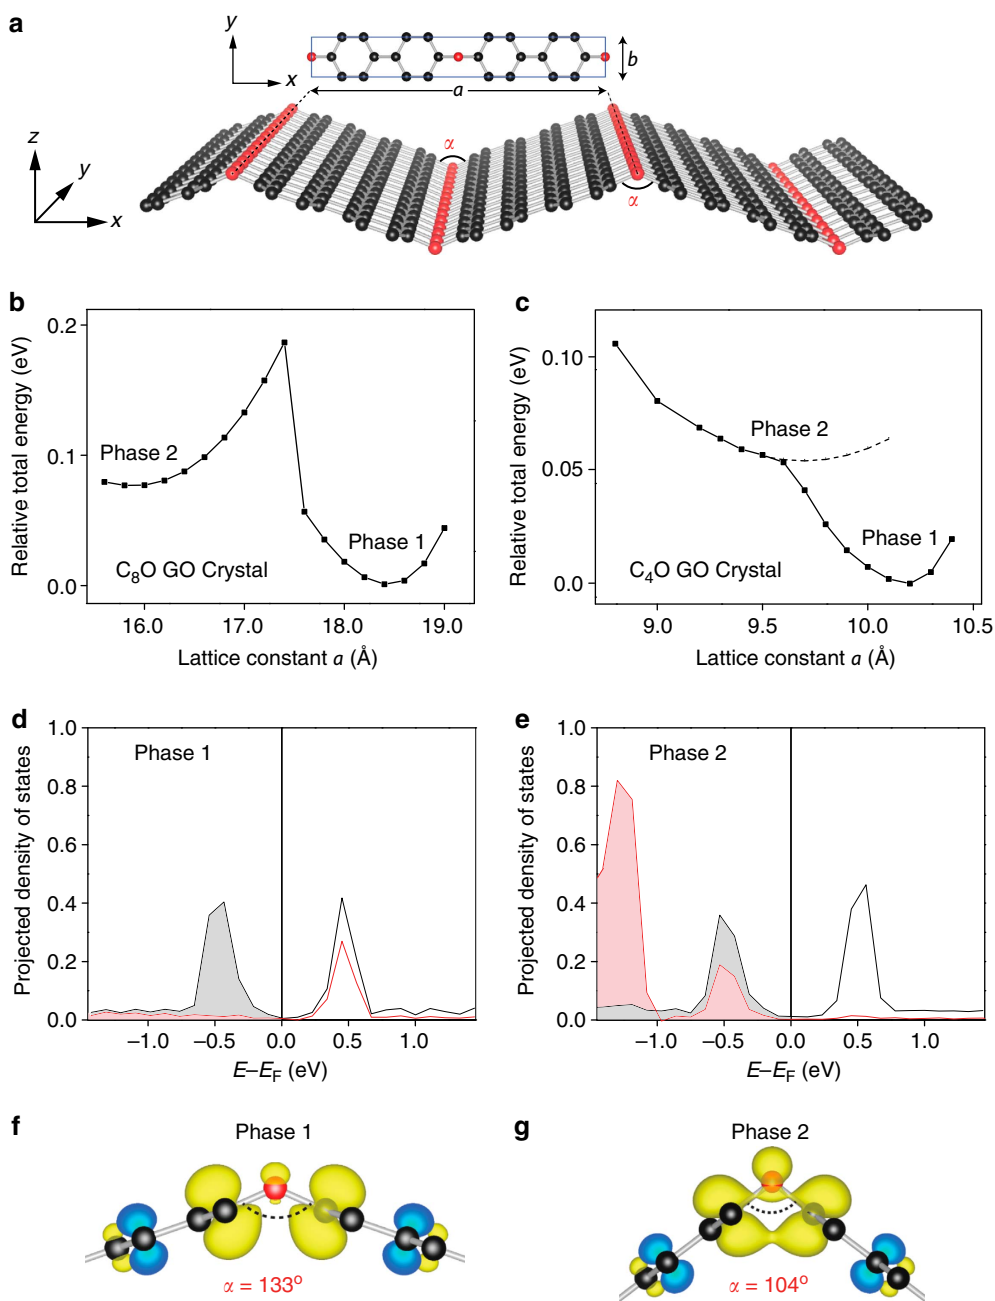 a
y
x
b
a
z
y
x
α
α
b
Relative total energy (eV)
0.2
0.1
0.0
Phase 2
Phase 1
C₈O GO Crystal
16.0 17.0 18.0 19.0
Lattice constant a (Å)
c
Relative total energy (eV)
0.10
0.05
0.0
Phase 2
Phase 1
C₄O GO Crystal
9.0 9.5 10.0 10.5
Lattice constant a (Å)
d
Projected density of states
1.0
0.8
0.6
0.4
0.2
0.0
Phase 1
−1.0 −0.5 0.0 0.5 1.0
E–E_F (eV)
e
Projected density of states
1.0
0.8
0.6
0.4
0.2
0.0
Phase 2
−1.0 −0.5 0.0 0.5 1.0
E–E_F (eV)
f
Phase 1
α = 133°
g
Phase 2
α = 104°